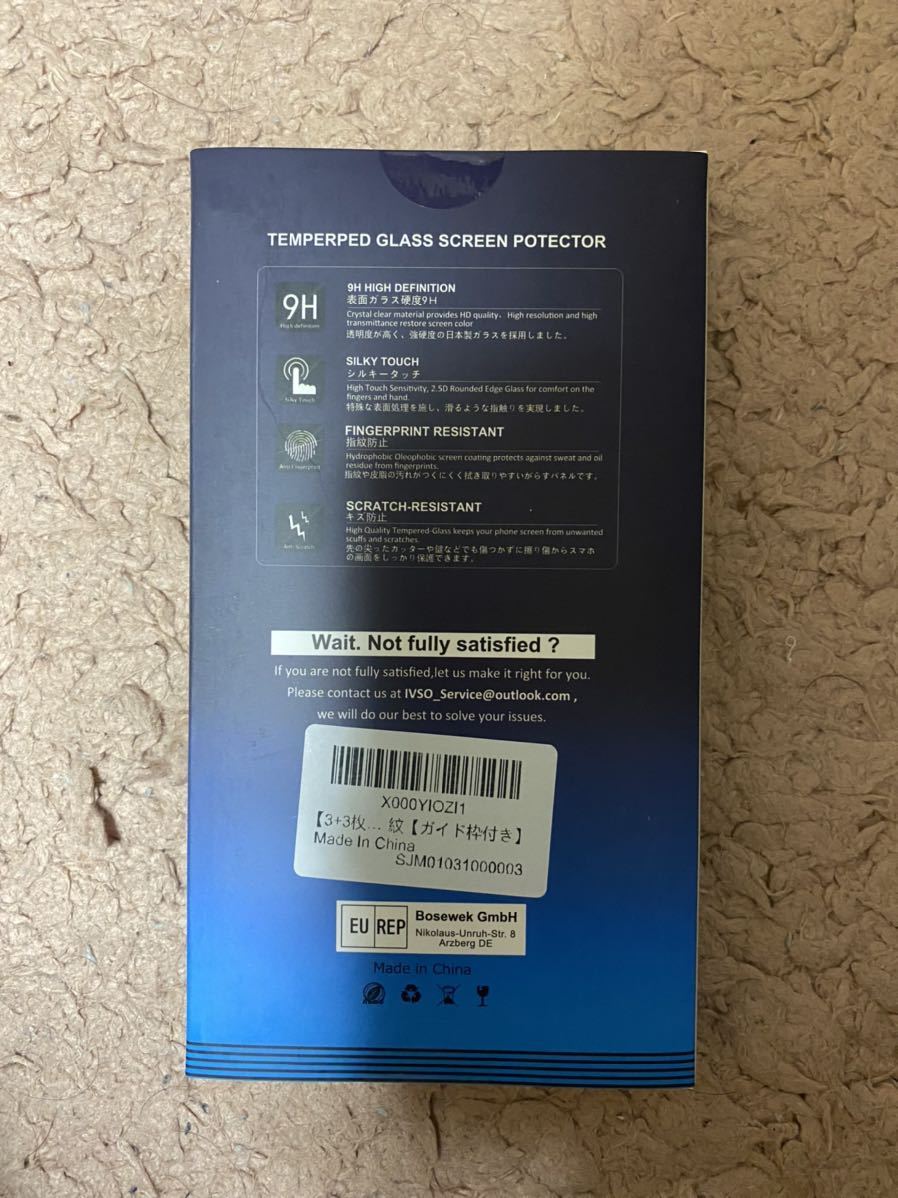 TEMPERPED GLASS SCREEN POTECTOR
9H
High definition
9H HIGH DEFINITION
表面ガラス硬度9H
Crystal clear material provides HD quality、High resolution and high
transmittance restore screen color
透明度が高く、強硬度の日本製ガラスを採用しました。
Silky Touch
SILKY TOUCH
シルキータッチ
High Touch Sensitivity, 2.5D Rounded Edge Glass for comfort on the
fingers and hand.
特殊な表面処理を施し、滑るような指触りを実現しました。
Anti Fingerprint
FINGERPRINT RESISTANT
指紋防止
Hydrophobic Oleophobic screen coating protects against sweat and oil
residue from fingerprints.
指紋や皮脂の汚れがつくにくく拭き取りやすいがらすパネルです。
Anti-Scratch
SCRATCH-RESISTANT
キズ防止
High Quality Tempered-Glass keeps your phone screen from unwanted
scuffs and scratches.
先の尖ったカッターや鍵などでも傷つかずに擦り傷からスマホ
の画面をしっかり保護できます。
Wait. Not fully satisfied ?
If you are not fully satisfied,let us make it right for you.
Please contact us at IVSO_Service@outlook.com ,
we will do our best to solve your issues.
X000YIOZI1
【3+3枚... 紋【ガイド枠付き】
Made In China
SJM01031000003
EU REP
Bosewek GmbH
Nikolaus-Unruh-Str. 8
Arzberg DE
Made in China